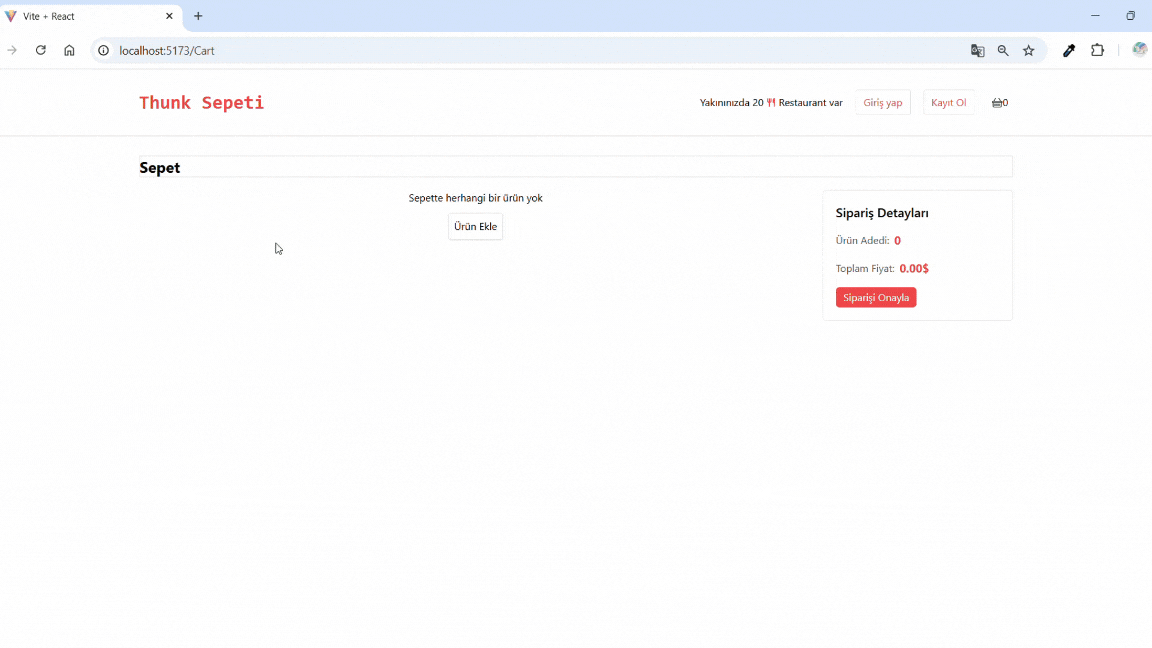 Vite + React
localhost:5173/Cart
Thunk Sepeti
Yakınınızda 20 Restaurant var
Giriş yap
Kayıt Ol
0
Sepet
Sepette herhangi bir ürün yok
Ürün Ekle
Sipariş Detayları
Ürün Adedi: 0
Toplam Fiyat: 0.00$
Siparişi Onayla